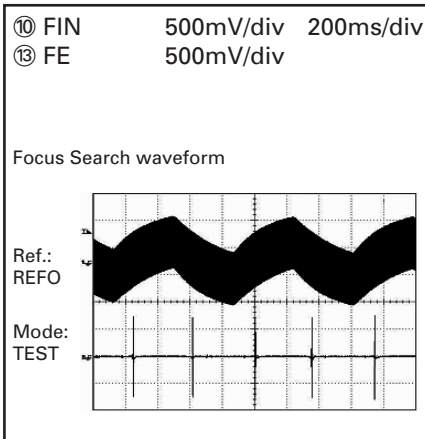 ⑩ FIN 500mV/div 200ms/div
⑬ FE 500mV/div
Focus Search waveform
Ref.:
REFO
Mode:
TEST